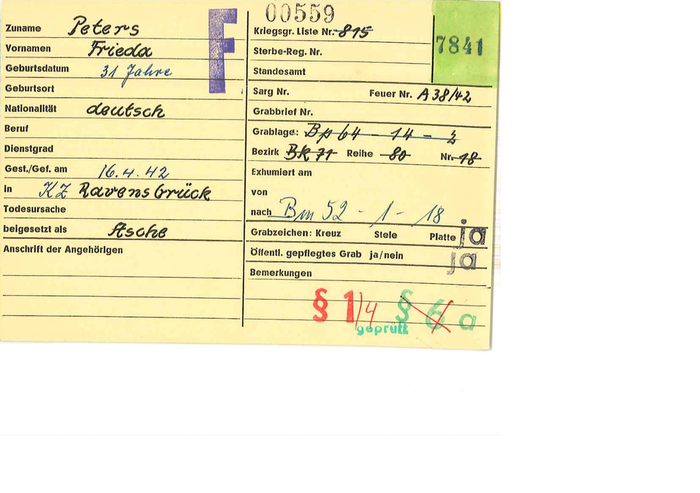 Zuname Peters
Vornamen Frieda
Geburtsdatum 31 Jahre
Geburtsort
Nationalität deutsch
Beruf
Dienstgrad
Gest./Gef. am 16.4.42
in KZ Ravensbrück
Todesursache
beigesetzt als Asche
Anschrift der Angehörigen
F
00559
Kriegsgr. Liste Nr. 815
7841
Sterbe-Reg. Nr.
Standesamt
Sarg Nr. Feuer Nr. A 38/42
Grabbrief Nr.
Grablage: Bp 64 - 14 - 2
Bezirk BK 71 Reihe 80 Nr. 18
Exhumiert am
von
nach Bm 52 - 1 - 18
Grabzeichen: Kreuz Stele Platte ja
Öffentl. gepflegtes Grab ja/nein ja
Bemerkungen
§ 1/4 § 6 a
geprüft